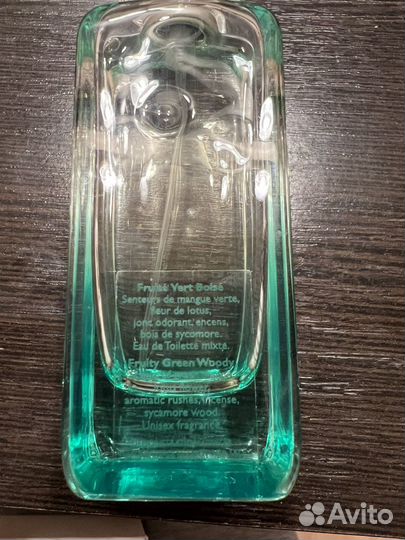 Fruité Vert Boisé
Senteurs de mangue verte,
fleur de lotus,
jonc odorant, encens,
bois de sycomore.
Eau de Toilette mixte.
Fruity Green Woody
aromatic rushes, incense,
sycamore wood.
Unisex fragrance
Avito